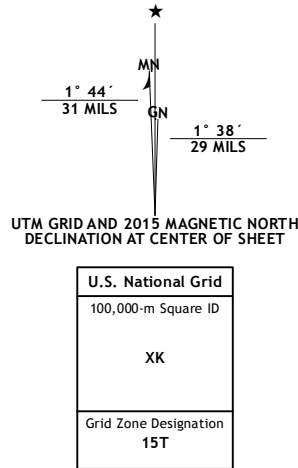 ★
MN
1° 44´
31 MILS
GN
1° 38´
29 MILS
UTM GRID AND 2015 MAGNETIC NORTH
DECLINATION AT CENTER OF SHEET
U.S. National Grid
100,000-m Square ID
XK
Grid Zone Designation
15T